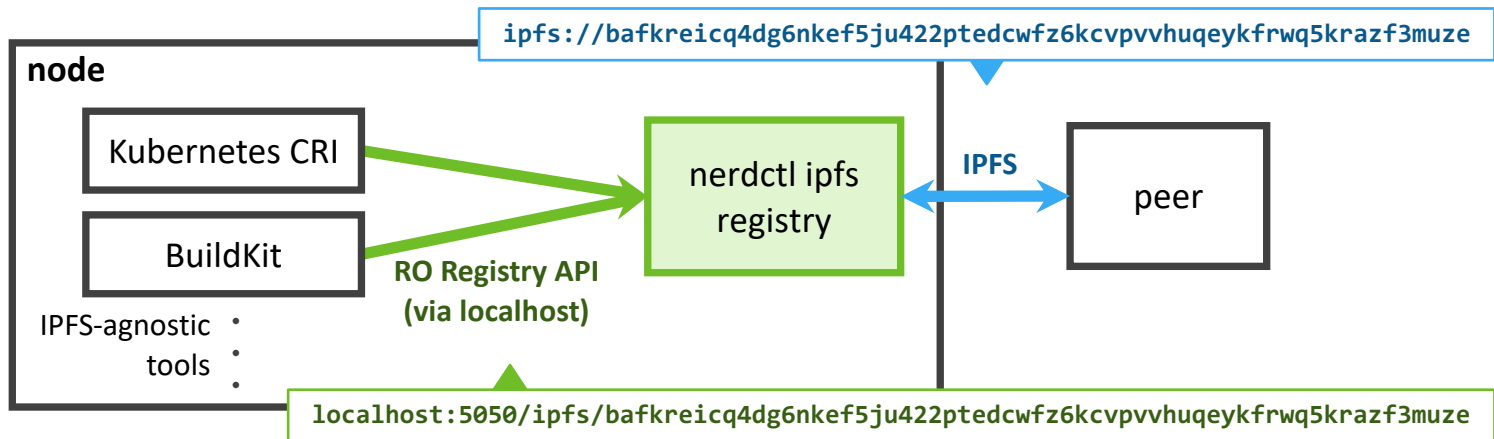 ipfs://bafkreicq4dg6nkef5ju422ptedcwfz6kcvpvvhuqeykfrwq5krazf3muze
node
Kubernetes CRI
BuildKit
IPFS-agnostic
tools
RO Registry API
(via localhost)
nerdctl ipfs
registry
IPFS
peer
localhost:5050/ipfs/bafkreicq4dg6nkef5ju422ptedcwfz6kcvpvvhuqeykfrwq5krazf3muze